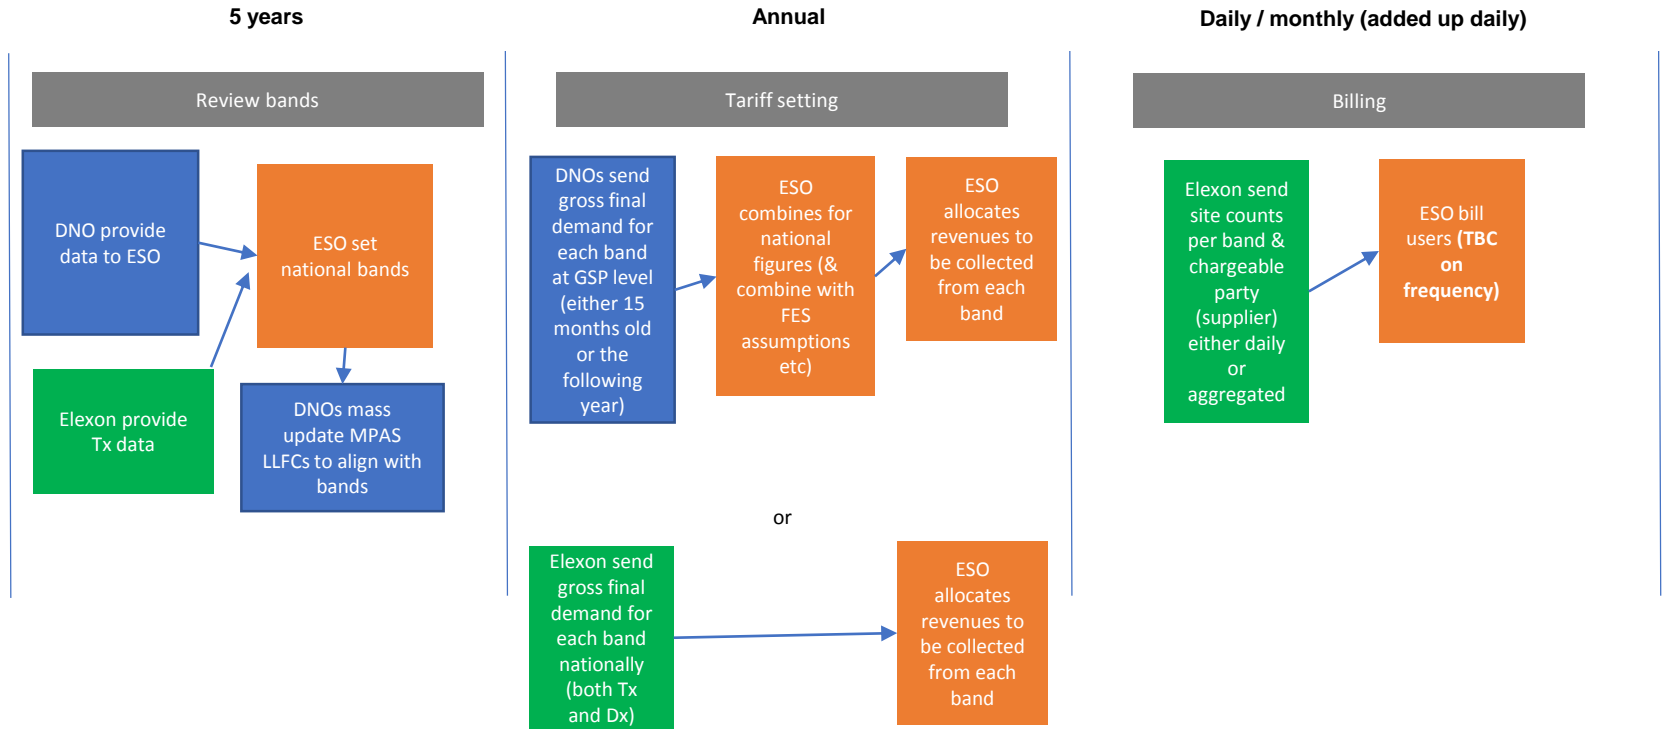 5 years
Annual
Daily / monthly (added up daily)
Review bands
Tariff setting
Billing
DNO provide
data to ESO
ESO set
national bands
Elexon provide
Tx data
DNOs mass
update MPAS
LLFCs to align with
bands
DNOs send
gross final
demand for
each band
at GSP level
(either 15
months old
or the
following
year)
ESO
combines for
national
figures (&
combine with
FES
assumptions
etc)
ESO
allocates
revenues to
be collected
from each
band
or
Elexon send
gross final
demand for
each band
nationally
(both Tx
and Dx)
ESO
allocates
revenues to
be collected
from each
band
Elexon send
site counts
per band &
chargeable
party
(supplier)
either daily
or
aggregated
ESO bill
users (TBC
on
frequency)